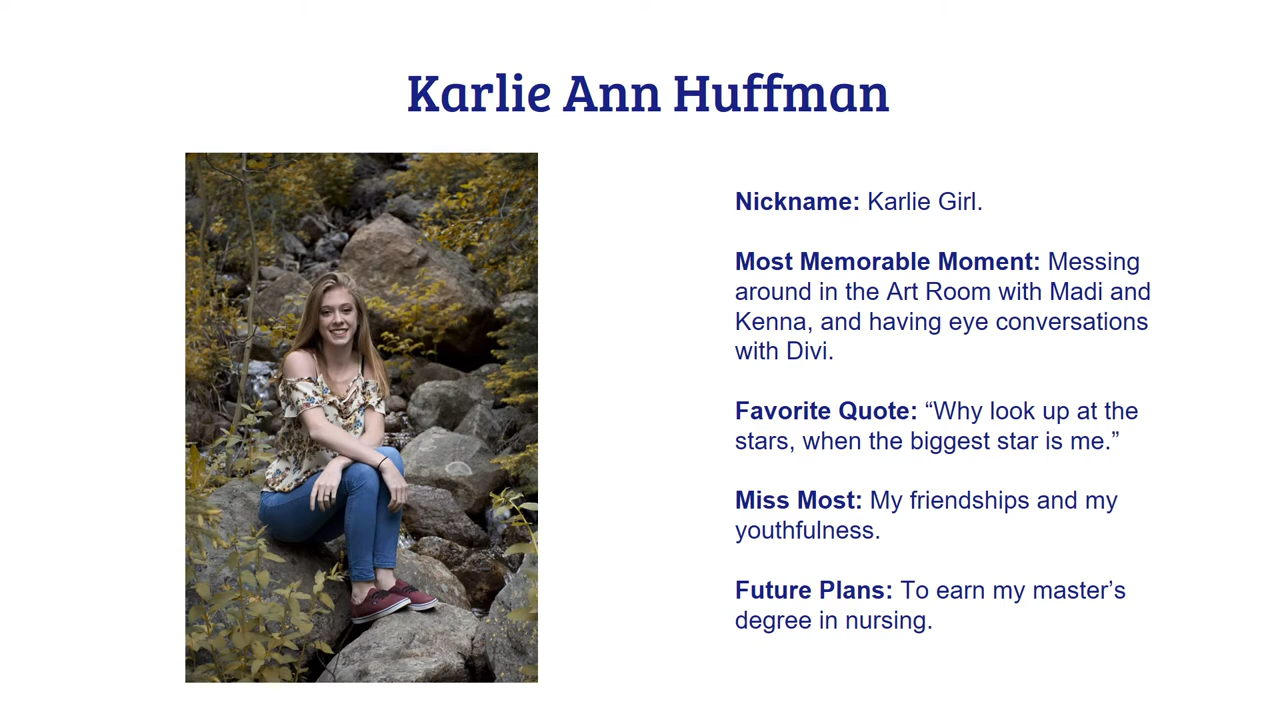 Karlie Ann Huffman
Nickname: Karlie Girl.
Most Memorable Moment: Messing
around in the Art Room with Madi and
Kenna, and having eye conversations
with Divi.
Favorite Quote: “Why look up at the
stars, when the biggest star is me.”
Miss Most: My friendships and my
youthfulness.
Future Plans: To earn my master’s
degree in nursing.